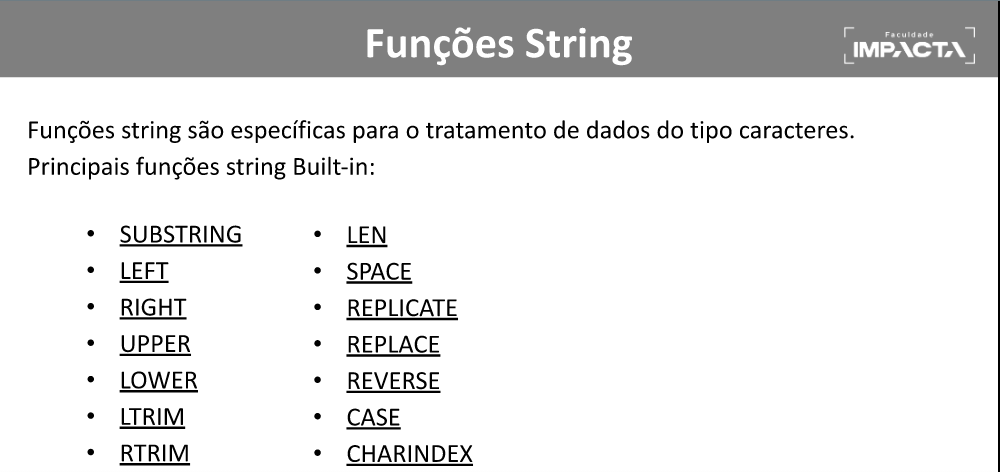 Funções String
Faculdade
IMPACTA
Funções string são específicas para o tratamento de dados do tipo caracteres.
Principais funções string Built-in:
• SUBSTRING
• LEFT
• RIGHT
• UPPER
• LOWER
• LTRIM
• RTRIM
• LEN
• SPACE
• REPLICATE
• REPLACE
• REVERSE
• CASE
• CHARINDEX